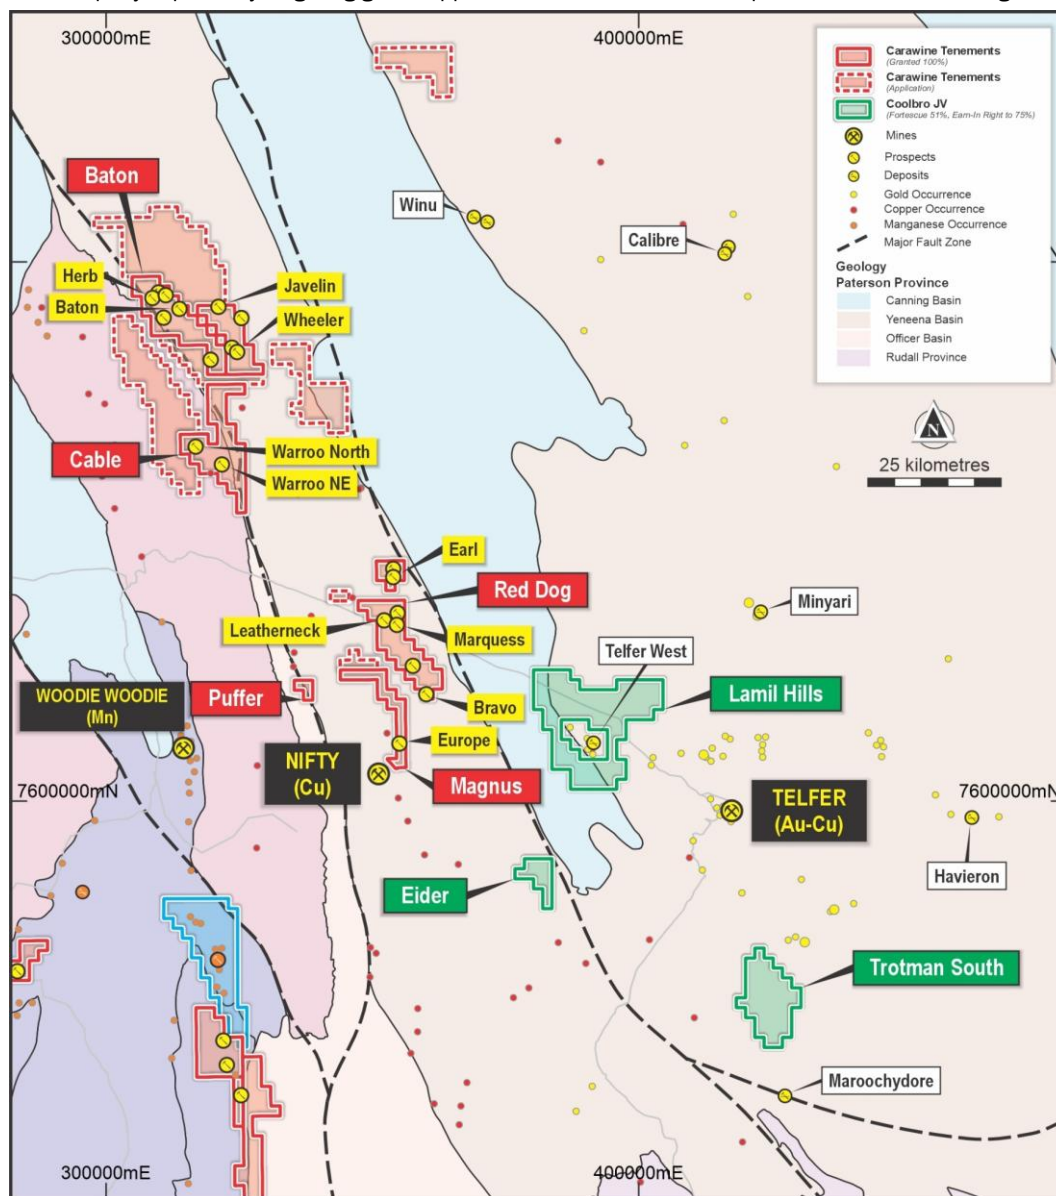 300000mE
400000mE
Carawine Tenements
(Granted 100%)
Carawine Tenements
(Application)
Coolbro JV
(Fortescue 51%, Earn-In Right to 75%)
Mines
Prospects
Deposits
Gold Occurrence
Copper Occurrence
Manganese Occurrence
Major Fault Zone
Geology
Paterson Province
Canning Basin
Yeneena Basin
Officer Basin
Rudall Province
N
25 kilometres
Baton
Winu
Calibre
Herb
Javelin
Baton
Wheeler
Cable
Warroo North
Warroo NE
Earl
Red Dog
Minyari
Leatherneck
Marquess
Telfer West
WOODIE WOODIE
(Mn)
Puffer
Bravo
Lamil Hills
Europe
NIFTY
(Cu)
Magnus
TELFER
(Au-Cu)
7600000mN
7600000mN
Havieron
Eider
Trotman South
Maroochydore
300000mE
400000mE